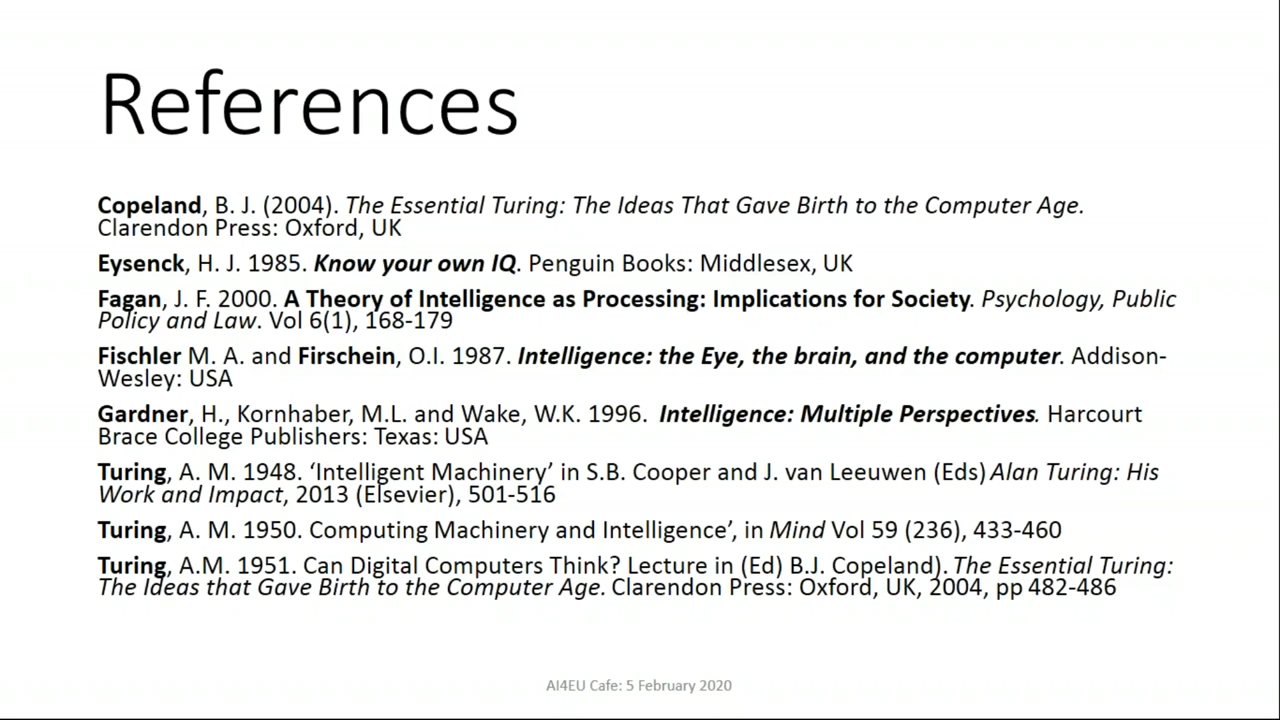 References
Copeland, B. J. (2004). The Essential Turing: The Ideas That Gave Birth to the Computer Age.
Clarendon Press: Oxford, UK
Eysenck, H. J. 1985. Know your own IQ. Penguin Books: Middlesex, UK
Fagan, J. F. 2000. A Theory of Intelligence as Processing: Implications for Society. Psychology, Public
Policy and Law. Vol 6(1), 168-179
Fischler M. A. and Firschein, O.I. 1987. Intelligence: the Eye, the brain, and the computer. Addison-
Wesley: USA
Gardner, H., Kornhaber, M.L. and Wake, W.K. 1996. Intelligence: Multiple Perspectives. Harcourt
Brace College Publishers: Texas: USA
Turing, A. M. 1948. ‘Intelligent Machinery’ in S.B. Cooper and J. van Leeuwen (Eds) Alan Turing: His
Work and Impact, 2013 (Elsevier), 501-516
Turing, A. M. 1950. Computing Machinery and Intelligence’, in Mind Vol 59 (236), 433-460
Turing, A.M. 1951. Can Digital Computers Think? Lecture in (Ed) B.J. Copeland). The Essential Turing:
The Ideas that Gave Birth to the Computer Age. Clarendon Press: Oxford, UK, 2004, pp 482-486
AI4EU Cafe: 5 February 2020